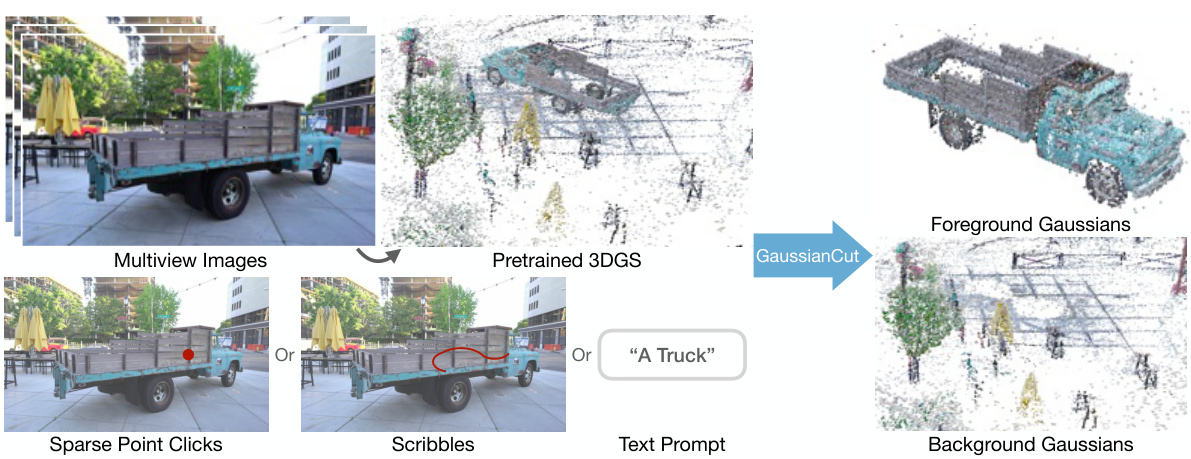 Multiview Images
Pretrained 3DGS
GaussianCut
Foreground Gaussians
Or
Or
“A Truck”
Sparse Point Clicks
Scribbles
Text Prompt
Background Gaussians